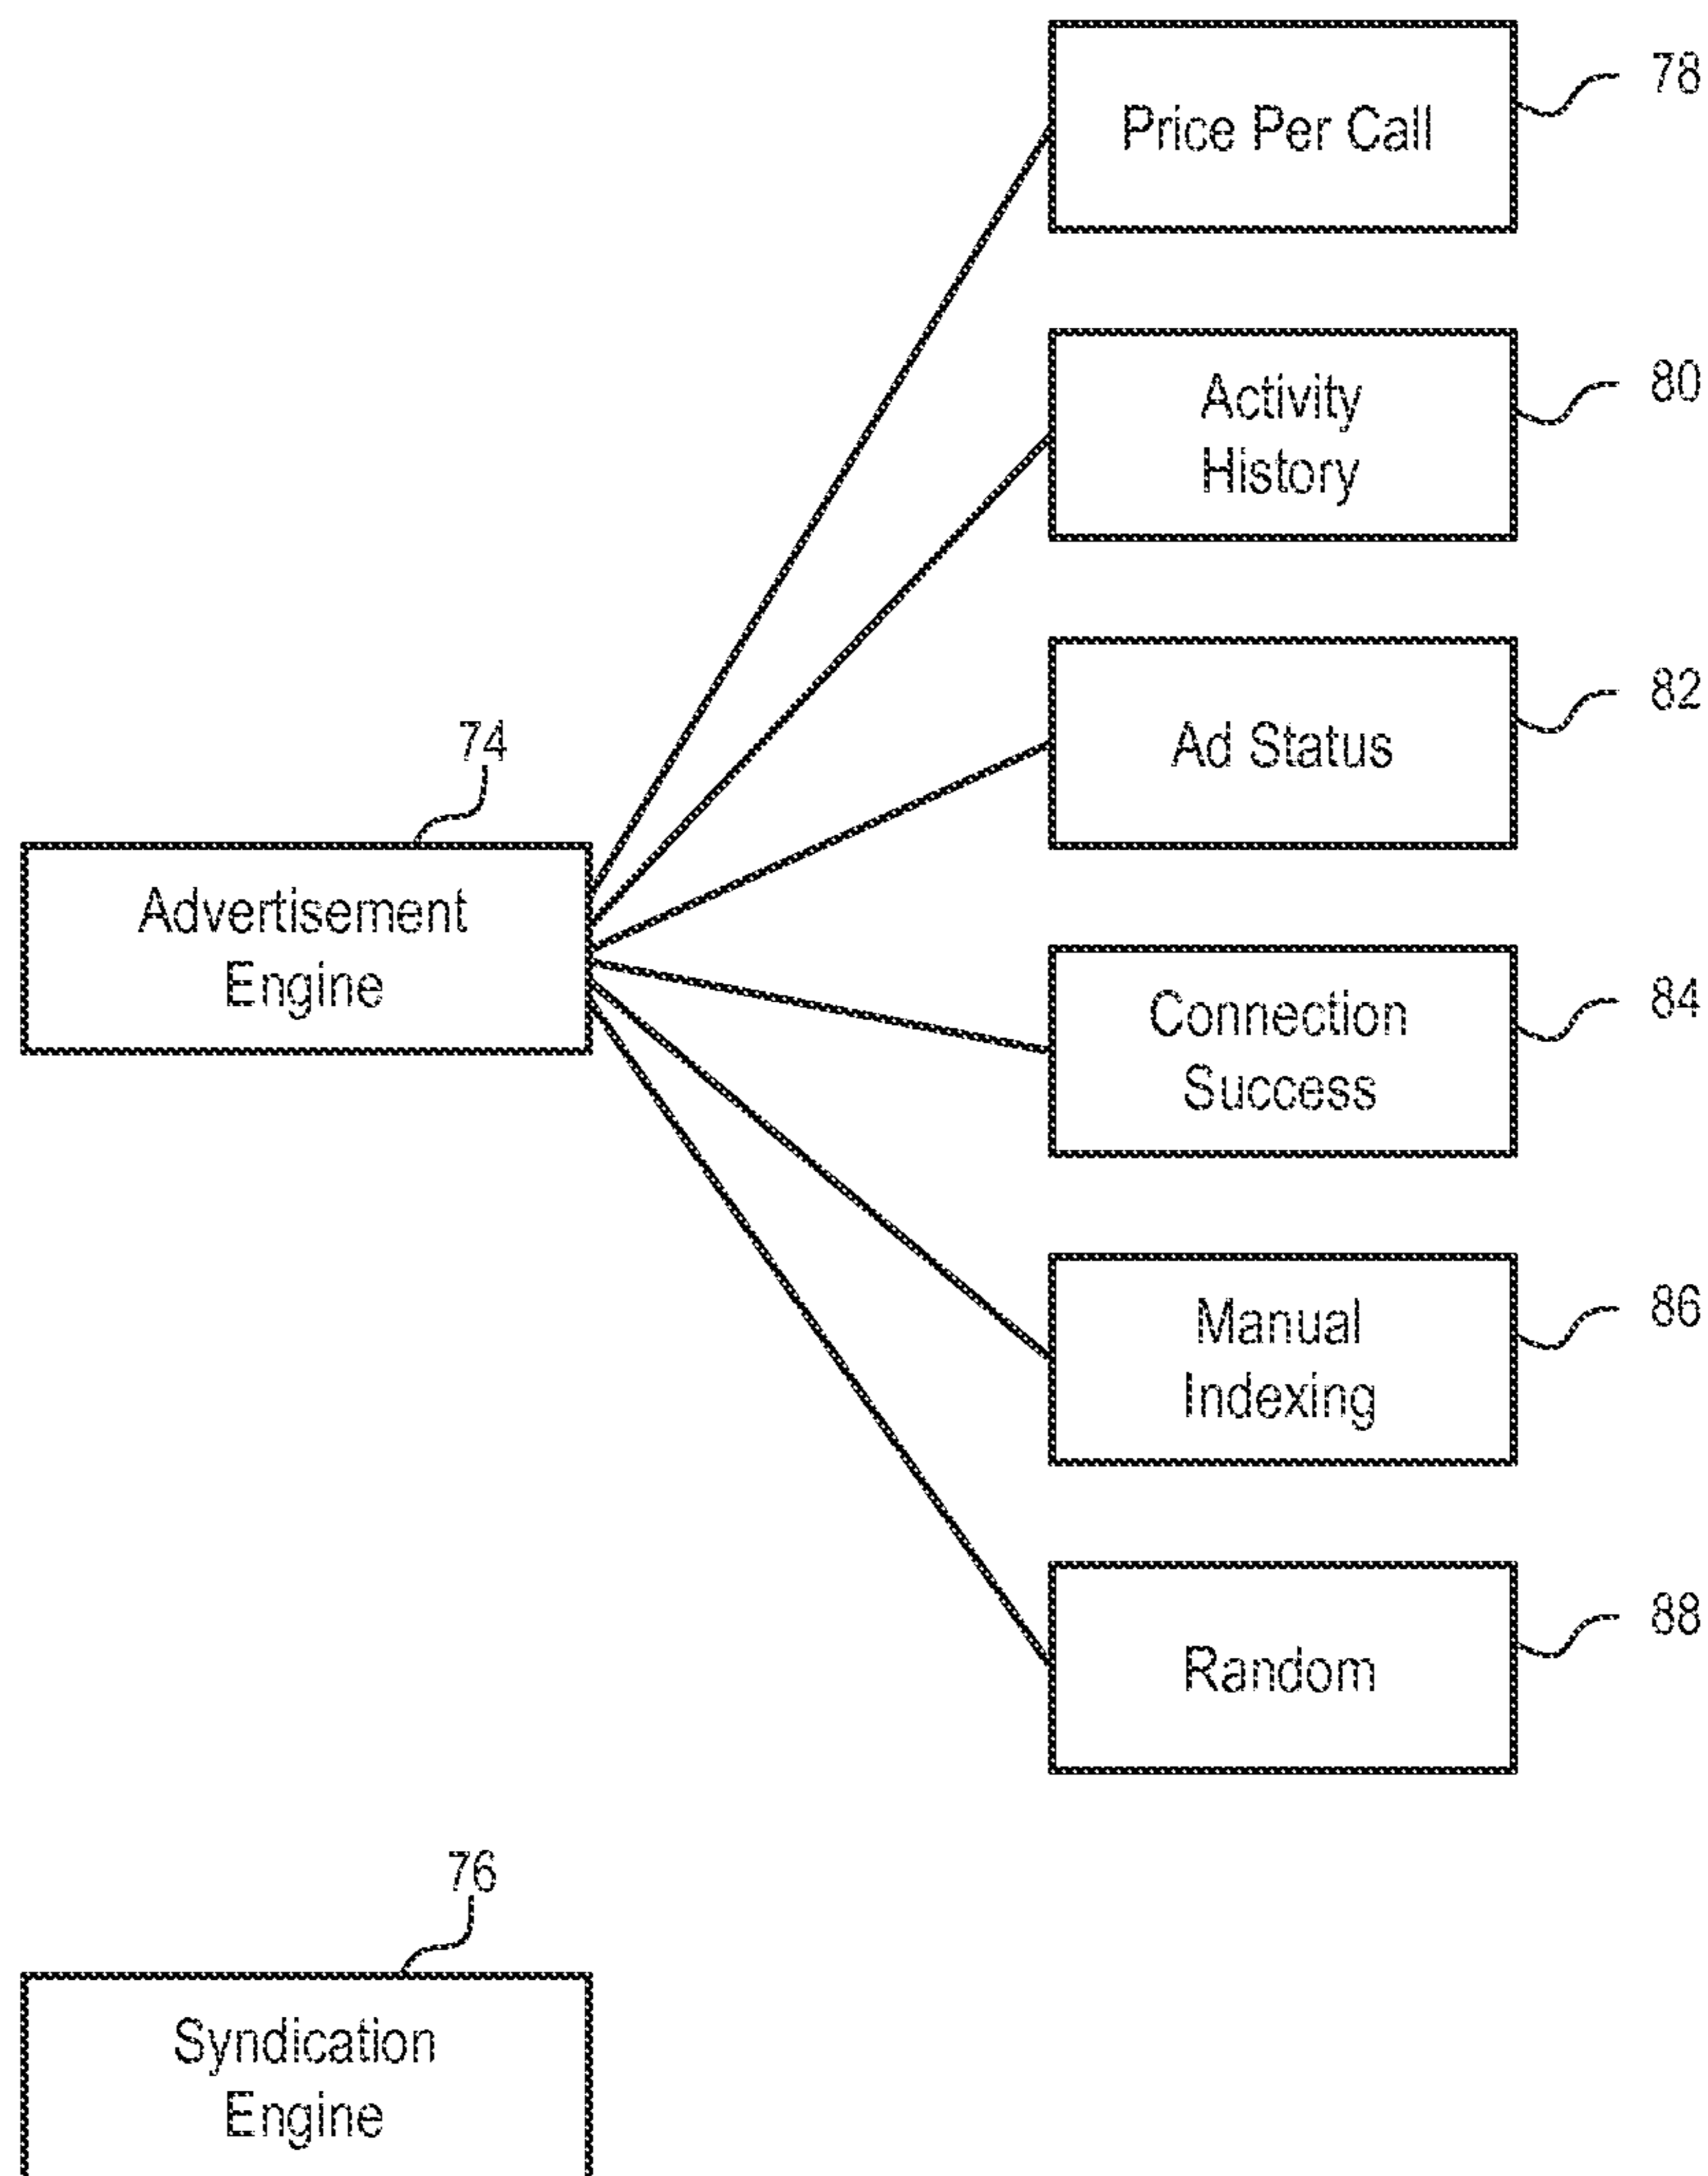 78
Price Per Call
80
Activity
History
82
Ad Status
74
Advertisement
Engine
84
Connection
Success
86
Manual
Indexing
88
Random
76
Syndication
Engine